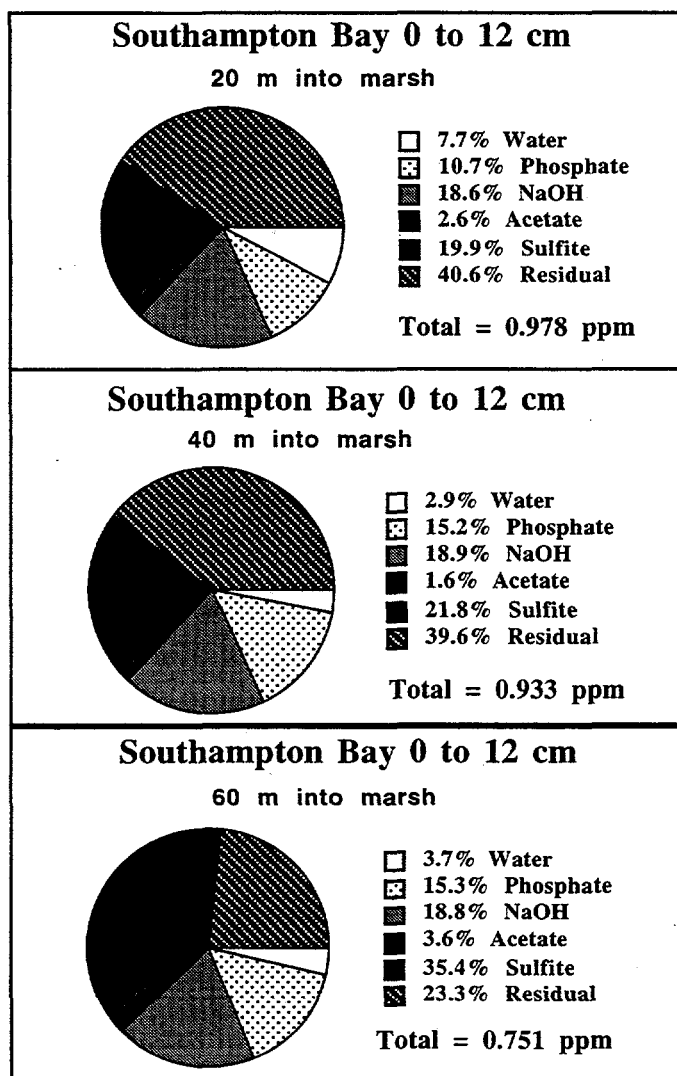 Southampton Bay 0 to 12 cm
20 m into marsh
7.7% Water
10.7% Phosphate
18.6% NaOH
2.6% Acetate
19.9% Sulfite
40.6% Residual
Total = 0.978 ppm
Southampton Bay 0 to 12 cm
40 m into marsh
2.9% Water
15.2% Phosphate
18.9% NaOH
1.6% Acetate
21.8% Sulfite
39.6% Residual
Total = 0.933 ppm
Southampton Bay 0 to 12 cm
60 m into marsh
3.7% Water
15.3% Phosphate
18.8% NaOH
3.6% Acetate
35.4% Sulfite
23.3% Residual
Total = 0.751 ppm